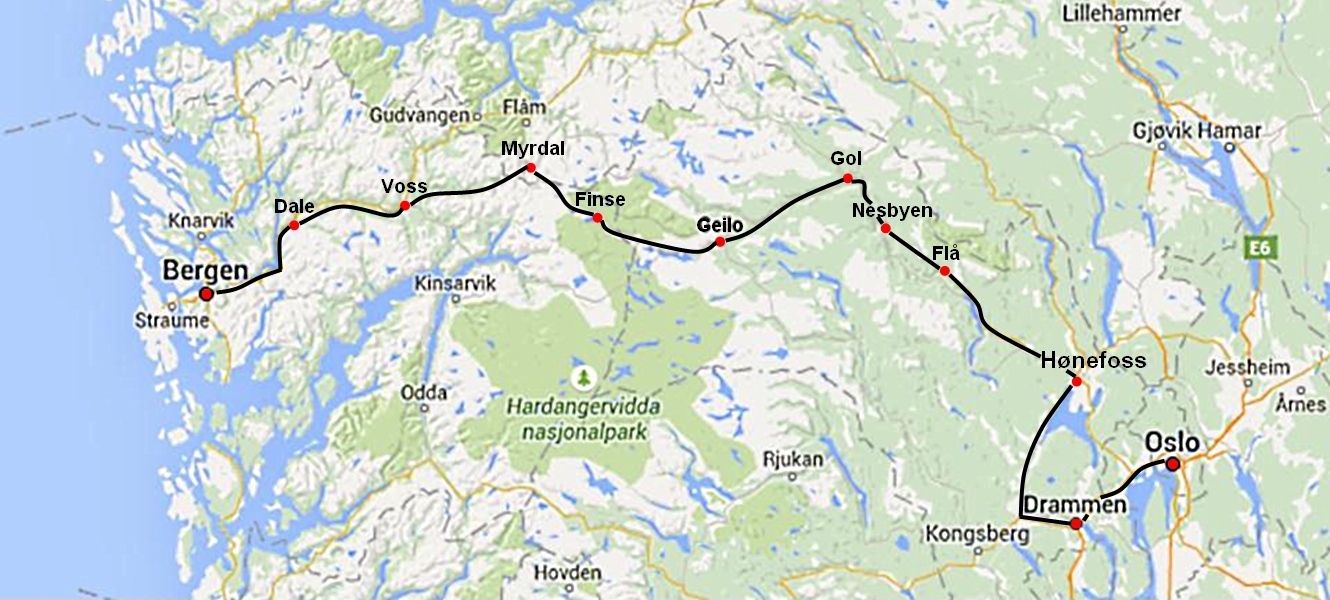 Lillehammer
Gudvangen
Flåm
Gjøvik
Hamar
Myrdal
Gol
Voss
Finse
Dale
Nesbyen
Knarvik
Geilo
Flå
E6
Bergen
Kinsarvik
Straume
Hønefoss
Jessheim
Odda
Årnes
Hardangervidda
nasjonalpark
Oslo
Rjukan
Drammen
Kongsberg
Hovden